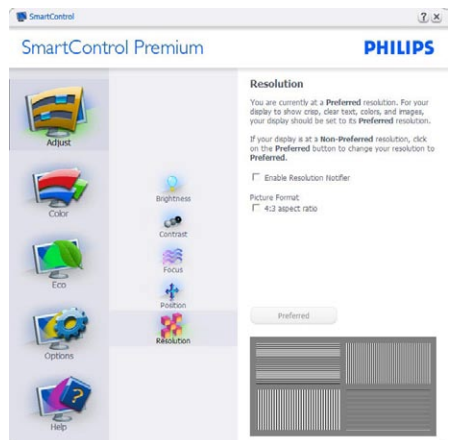 SmartControl
SmartControl Premium
PHILIPS
Adjust
Color
Eco
Options
Help
Brightness
Contrast
Focus
Position
Resolution
Resolution
You are currently at a Preferred resolution. For your
display to show crisp, clear text, colors, and images,
your display should be set to its Preferred resolution.
If your display is at a Non-Preferred resolution, click
on the Preferred button to change your resolution to
Preferred.
Enable Resolution Notifier
Picture Format
4:3 aspect ratio
Preferred